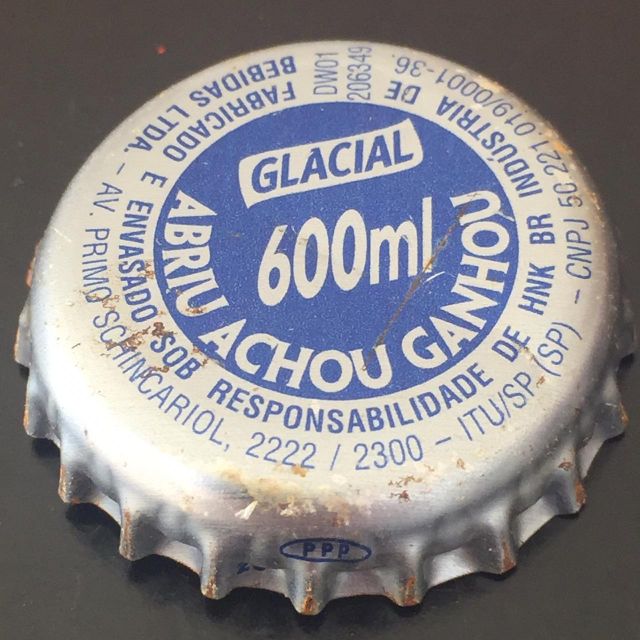 GLACIAL
600ml
ABRIU ACHOU GANHOU
FABRICADO E ENVASADO SOB RESPONSABILIDADE DE HNK BR INDÚSTRIA DE
BEBIDAS LTDA. - AV. PRIMO SCHINCARIOL, 2222 / 2300 - ITU/SP (SP) - CNPJ 50.221.019/0001-36.
DW01
206349
PPP